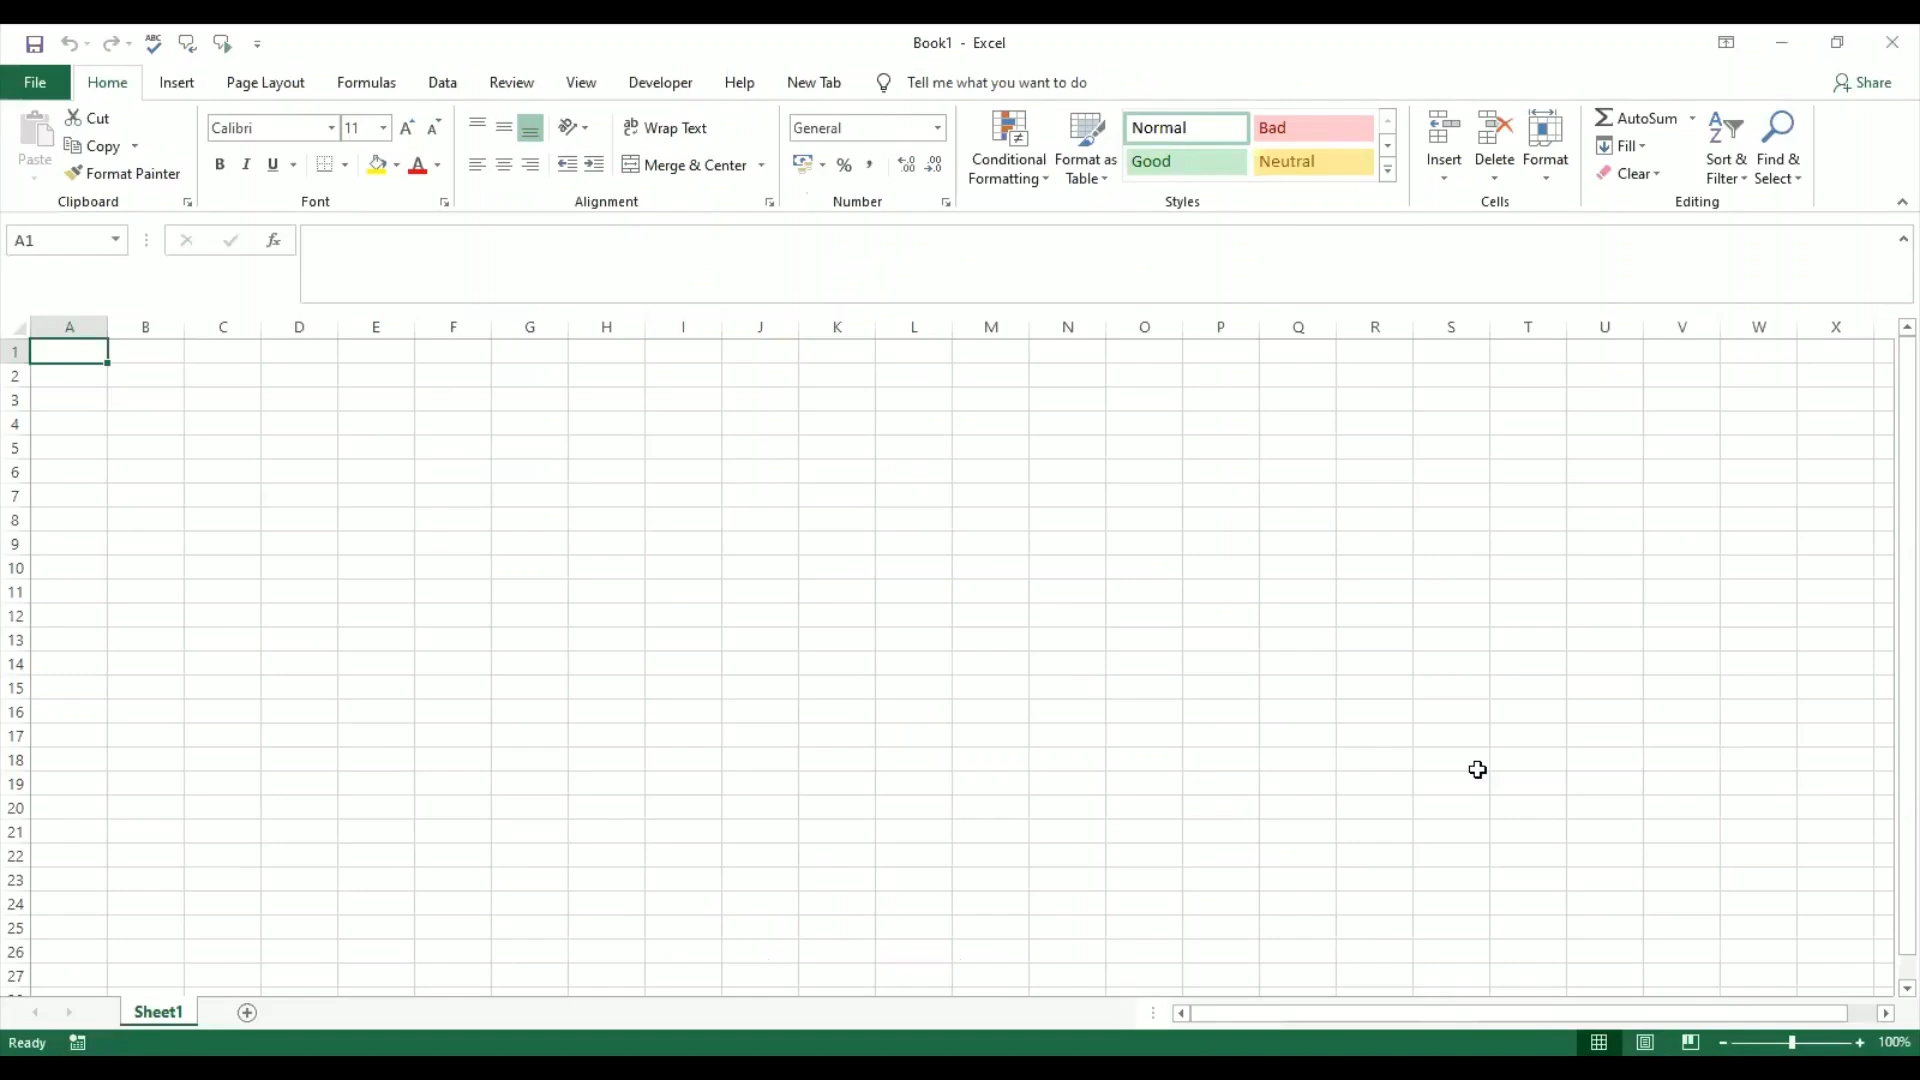 ABC
Book1 - Excel
File Home Insert Page Layout Formulas Data Review View Developer Help New Tab Tell me what you want to do Share
Paste
Cut
Copy
Format Painter
Clipboard
Calibri 11 A A
B I U A
Font
ab Wrap Text
Merge & Center
Alignment
General
% , .00 .00
Number
Conditional Formatting
Format as Table
Normal Bad
Good Neutral
Styles
Insert Delete Format
Cells
AutoSum
Fill
Clear
Sort & Filter
Find & Select
Editing
A1 fx
A B C D E F G H I J K L M N O P Q R S T U V W X
1
2
3
4
5
6
7
8
9
10
11
12
13
14
15
16
17
18
19
20
21
22
23
24
25
26
27
Sheet1
Ready 100%